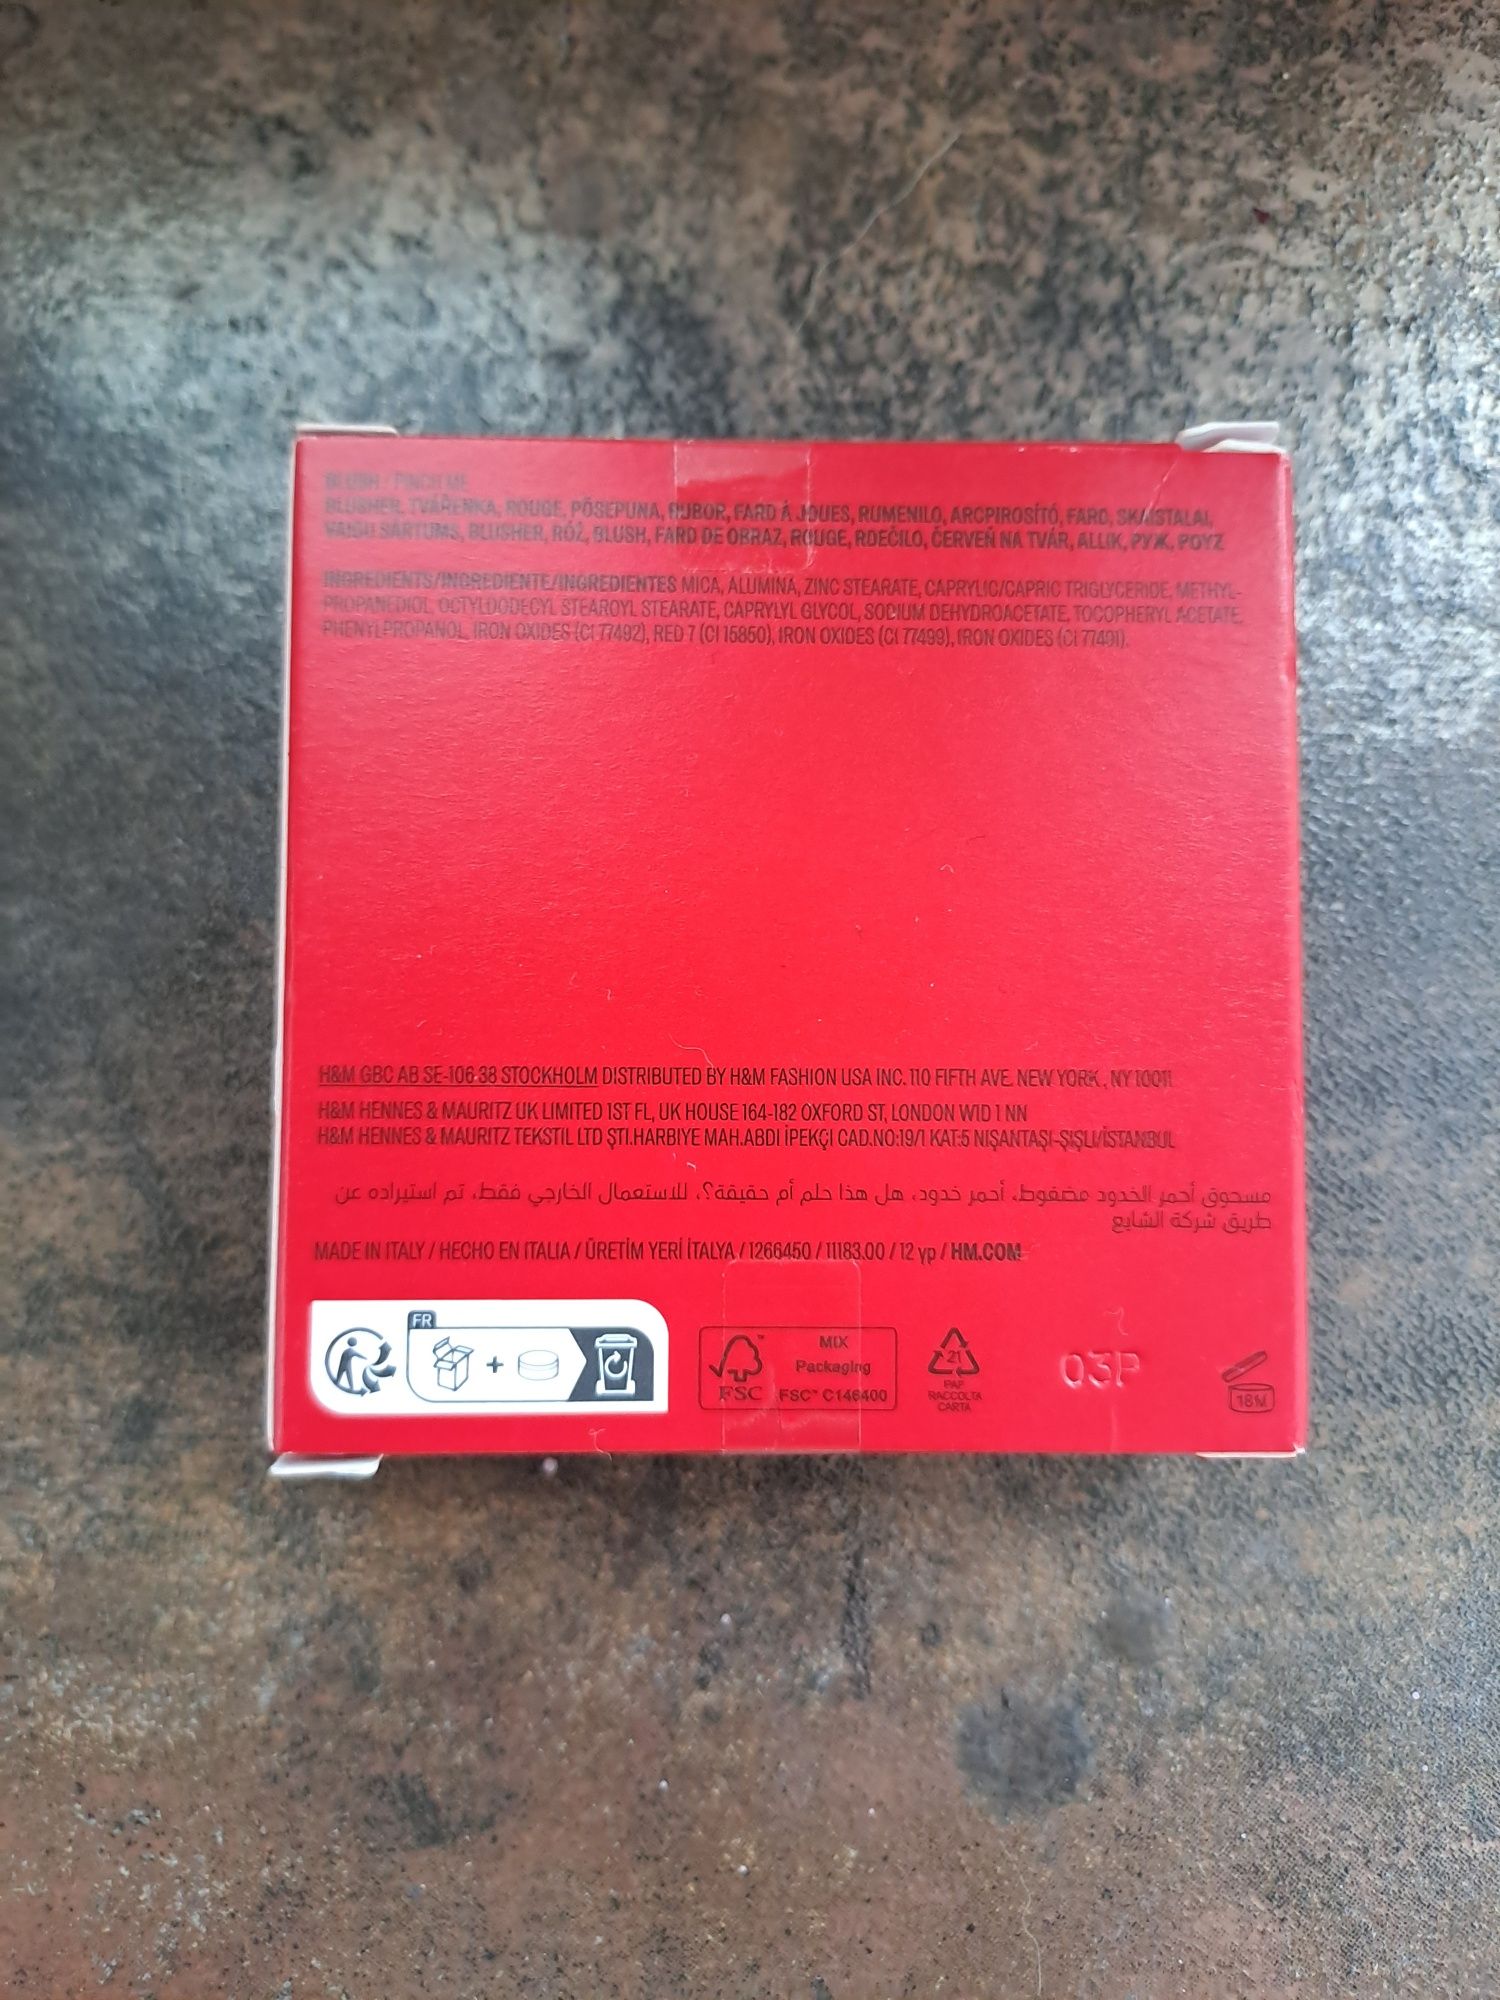 BLUSH / PINCH ME
BLUSHER, TVÁŘENKA, ROUGE, PÕSEPUNA, RUBOR, FARD À JOUES, RUMENILO, ARCPIROSÍTÓ, FARD, SKAISTALAI,
VAIGU SĀRTUMS, BLUSHER, RÓŻ, BLUSH, FARD DE OBRAZ, ROUGE, RDEČILO, ČERVEŇ NA TVÁR, ALLIK, РУЖ, ΡΟΥΖ
INGREDIENTS/INGREDIENTE/INGREDIENTES MICA, ALUMINA, ZINC STEARATE, CAPRYLIC/CAPRIC TRIGLYCERIDE, METHYL-
PROPANEDIOL, OCTYLDODECYL STEAROYL STEARATE, CAPRYLYL GLYCOL, SODIUM DEHYDROACETATE, TOCOPHERYL ACETATE,
PHENYLPROPANOL, IRON OXIDES (CI 77492), RED 7 (CI 15850), IRON OXIDES (CI 77499), IRON OXIDES (CI 77491).
H&M GBC AB SE-106 38 STOCKHOLM DISTRIBUTED BY H&M FASHION USA INC. 110 FIFTH AVE. NEW YORK , NY 10011
H&M HENNES & MAURITZ UK LIMITED 1ST FL, UK HOUSE 164-182 OXFORD ST, LONDON W1D 1 NN
H&M HENNES & MAURITZ TEKSTIL LTD ŞTI.HARBIYE MAH.ABDI İPEKÇI CAD.NO:19/1 KAT:5 NIŞANTAŞI-ŞIŞLI/İSTANBUL
مسحوق أحمر الخدود مضغوط، أحمر خدود، هل هذا حلم أم حقيقة؟، للاستعمال الخارجي فقط، تم استيراده عن
طريق شركة الشايع
MADE IN ITALY / HECHO EN ITALIA / ÜRETİM YERİ İTALYA / 1266450 / 11183.00 / 12 yp / HM.COM
FR
+
FSC
MIX
Packaging
FSC™ C146400
21
PAP
RACCOLTA
CARTA
03P
18M